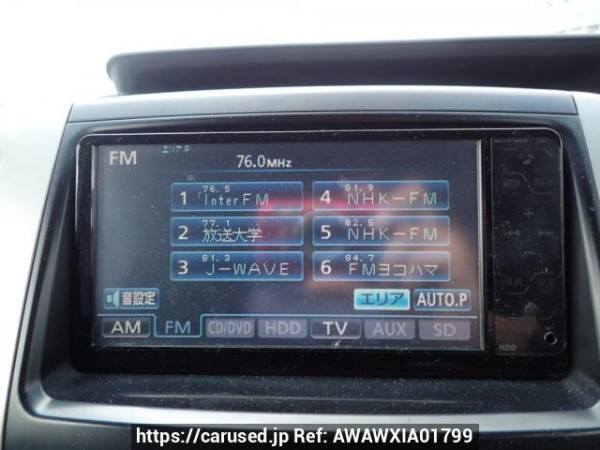 FM エリアP 76.0MHz
76.5 81.9
1 InterFM 4 NHK-FM
77.1 82.5
2 放送大学 5 NHK-FM
81.3 84.7
3 J-WAVE 6 FMヨコハマ
音設定 エリア AUTO.P
AM FM CD/DVD HDD TV AUX SD
HDD
https://carused.jp Ref: AWAWXIA01799